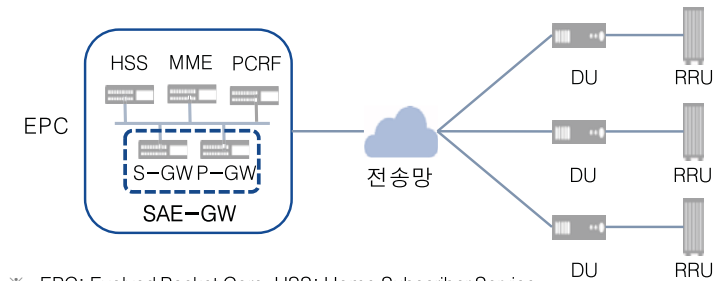 HSS MME PCRF
EPC
S-GW P-GW
SAE-GW
전송망
DU RRU
DU RRU
DU RRU